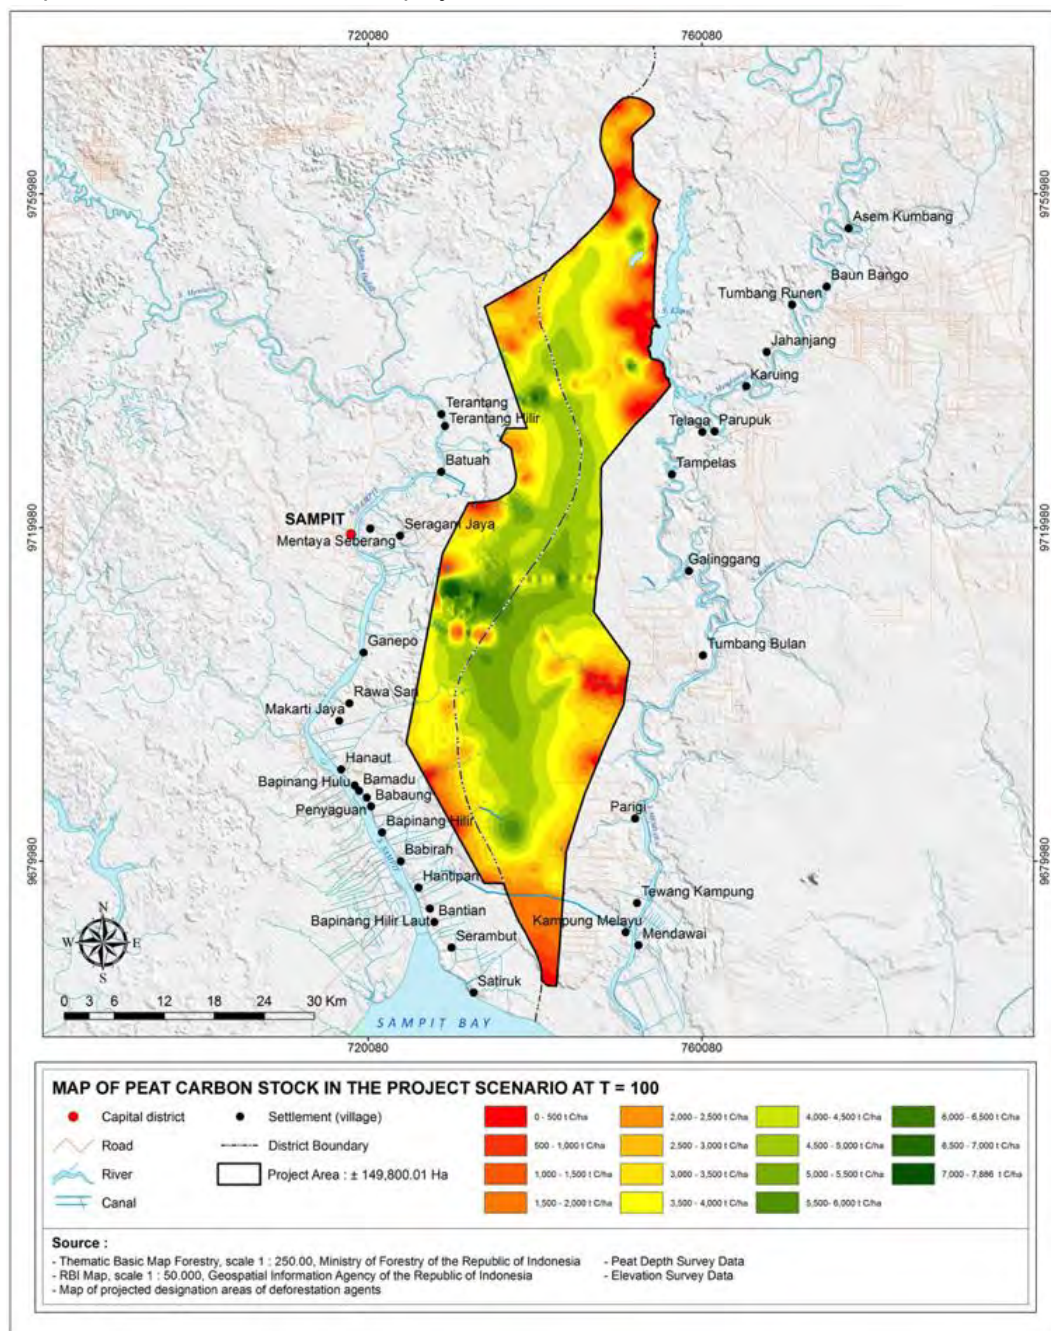 720080
760080
9759980
9759980
Asem Kumbang
Baun Bango
Tumbang Runen
Jahanjang
Karuing
Terantang
Terantang Hilir
Telaga
Parupuk
Batuah
Tampelas
SAMPIT
Seragam Jaya
Mentaya Seberang
9719980
9719980
Galinggang
Ganepo
Tumbang Bulan
Rawa Sari
Makarti Jaya
Hanaut
Bapinang Hulu
Bamadu
Babaung
Penyaguan
Bapinang Hilir
Parigi
Babirah
9679980
9679980
Hantipan
Tewang Kampung
Bantian
Bapinang Hilir Laut
Kampung Melayu
Mendawai
Serambut
Satiruk
N
W
E
S
0 3 6 12 18 24 30 Km
SAMPIT BAY
720080
760080
MAP OF PEAT CARBON STOCK IN THE PROJECT SCENARIO AT T = 100
Capital district
Road
River
Canal
Settlement (village)
District Boundary
Project Area : ± 149,800.01 Ha
0 - 500 t C/ha
500 - 1,000 t C/ha
1,000 - 1,500 t C/ha
1,500 - 2,000 t C/ha
2,000 - 2,500 t C/ha
2,500 - 3,000 t C/ha
3,000 - 3,500 t C/ha
3,500 - 4,000 t C/ha
4,000- 4,500 t C/ha
4,500 - 5,000 t C/ha
5,000 - 5,500 t C/ha
5,500- 6,000 t C/ha
6,000 - 6,500 t C/ha
6,500 - 7,000 t C/ha
7,000 - 7,886 t C/ha
Source :
- Thematic Basic Map Forestry, scale 1 : 250.00, Ministry of Forestry of the Republic of Indonesia
- RBI Map, scale 1 : 50.000, Geospatial Information Agency of the Republic of Indonesia
- Map of projected designation areas of deforestation agents
- Peat Depth Survey Data
- Elevation Survey Data